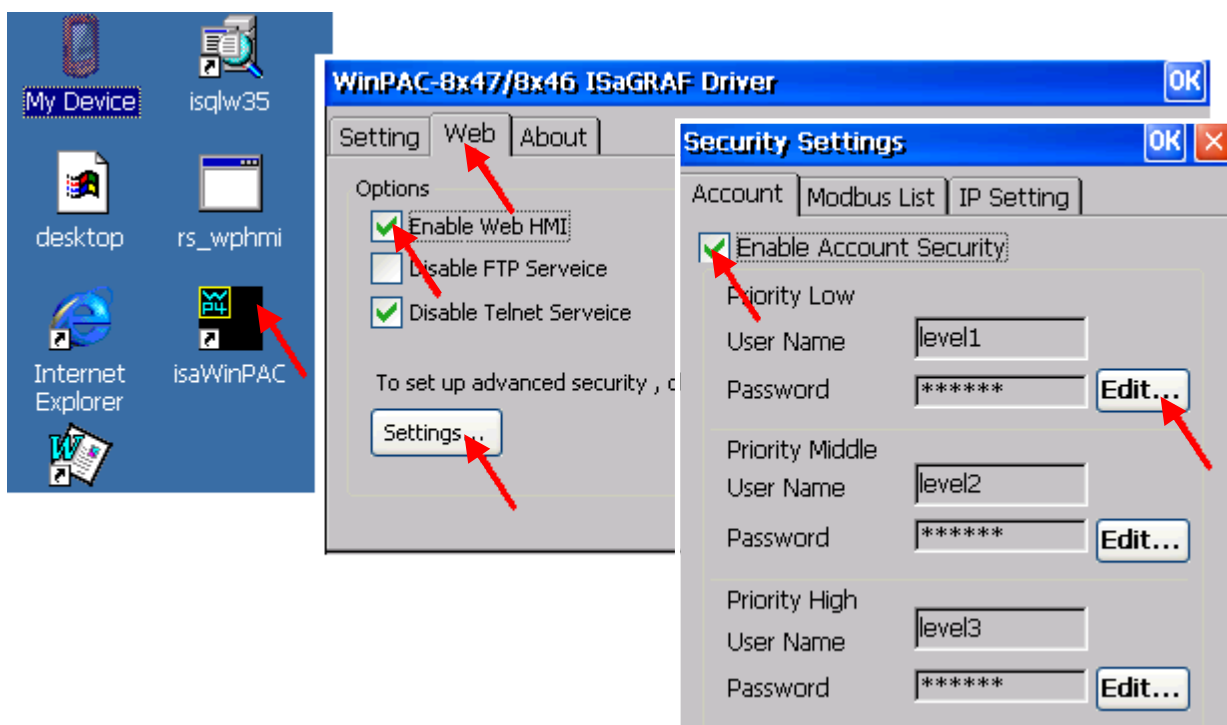 My Device
isqlw35
desktop
rs_wphmi
Internet
Explorer
isaWinPAC
WinPAC-8x47/8x46 ISaGRAF Driver
OK
Setting
Web
About
Options
Enable Web HMI
Disable FTP Serveice
Disable Telnet Serveice
To set up advanced security ,
Settings...
Security Settings
OK
Account
Modbus List
IP Setting
Enable Account Security
Priority Low
User Name
level1
Password
******
Edit...
Priority Middle
User Name
level2
Password
******
Edit...
Priority High
User Name
level3
Password
******
Edit...